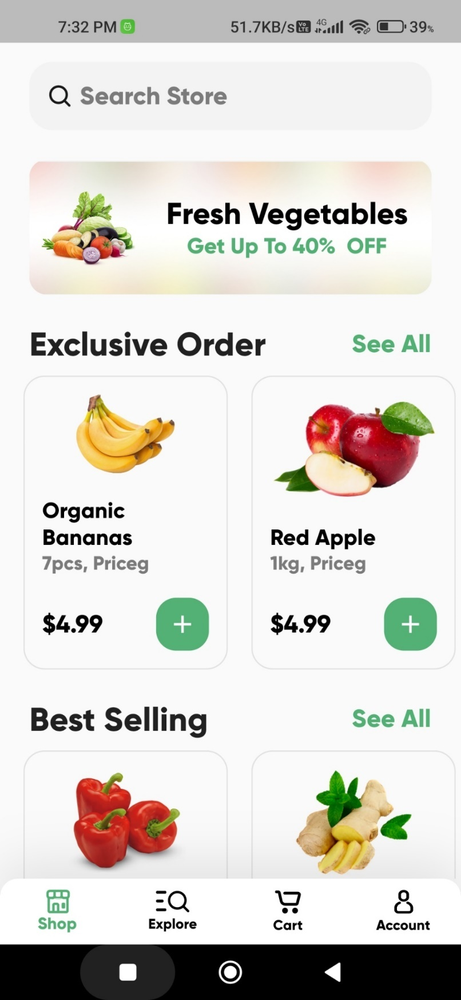 7:32 PM 51.7KB/s Vo LTE 4G 39%
Search Store
Fresh Vegetables
Get Up To 40% OFF
Exclusive Order See All
Organic
Bananas
7pcs, Priceg
$4.99
Red Apple
1kg, Priceg
$4.99
Best Selling See All
Shop Explore Cart Account